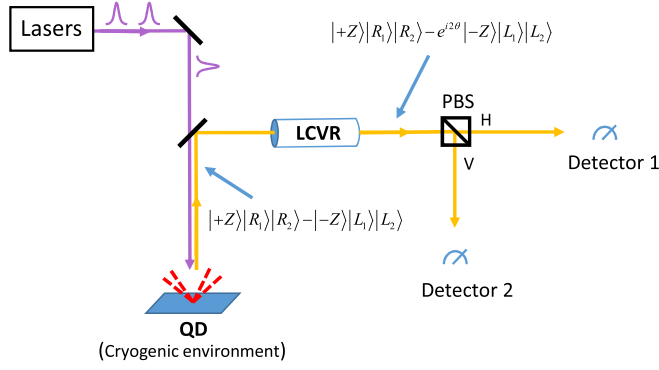 Lasers
|+Z⟩|R₁⟩|R₂⟩−e^{i2θ}|−Z⟩|L₁⟩|L₂⟩
PBS
H
LCVR
V
Detector 1
|+Z⟩|R₁⟩|R₂⟩−|−Z⟩|L₁⟩|L₂⟩
Detector 2
QD
(Cryogenic environment)